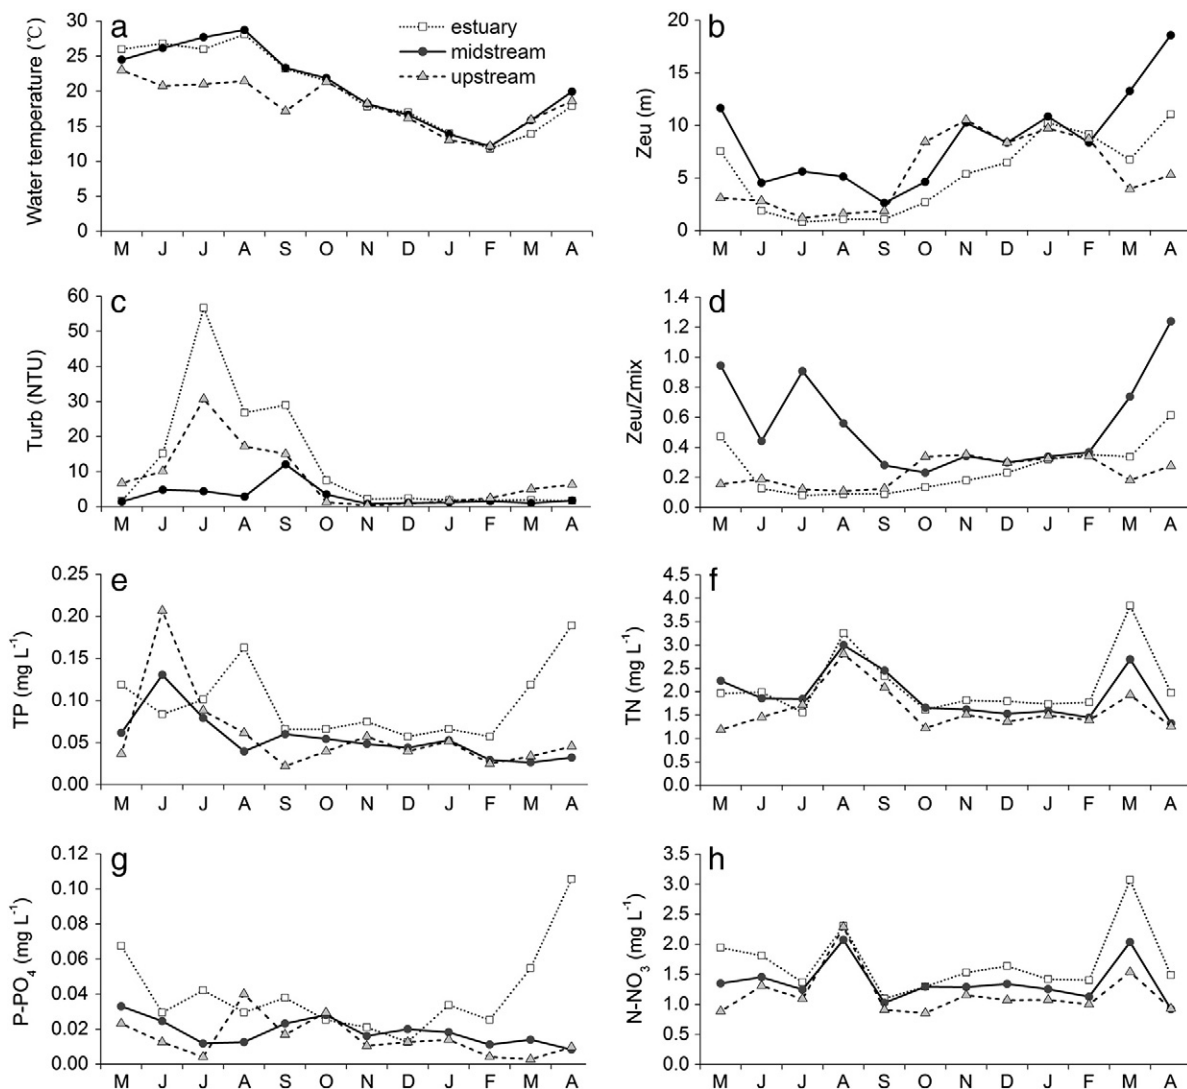 a
estuary
midstream
upstream
Water temperature (℃)
30
25
20
15
10
5
0
M J J A S O N D J F M A
b
Zeu (m)
20
15
10
5
0
M J J A S O N D J F M A
c
Turb (NTU)
60
50
40
30
20
10
0
M J J A S O N D J F M A
d
Zeu/Zmix
1.4
1.2
1.0
0.8
0.6
0.4
0.2
0.0
M J J A S O N D J F M A
e
TP (mg L⁻¹)
0.25
0.20
0.15
0.10
0.05
0.00
M J J A S O N D J F M A
f
TN (mg L⁻¹)
4.5
4.0
3.5
3.0
2.5
2.0
1.5
1.0
0.5
0.0
M J J A S O N D J F M A
g
P-PO₄ (mg L⁻¹)
0.12
0.10
0.08
0.06
0.04
0.02
0.00
M J J A S O N D J F M A
h
N-NO₃ (mg L⁻¹)
3.5
3.0
2.5
2.0
1.5
1.0
0.5
0.0
M J J A S O N D J F M A